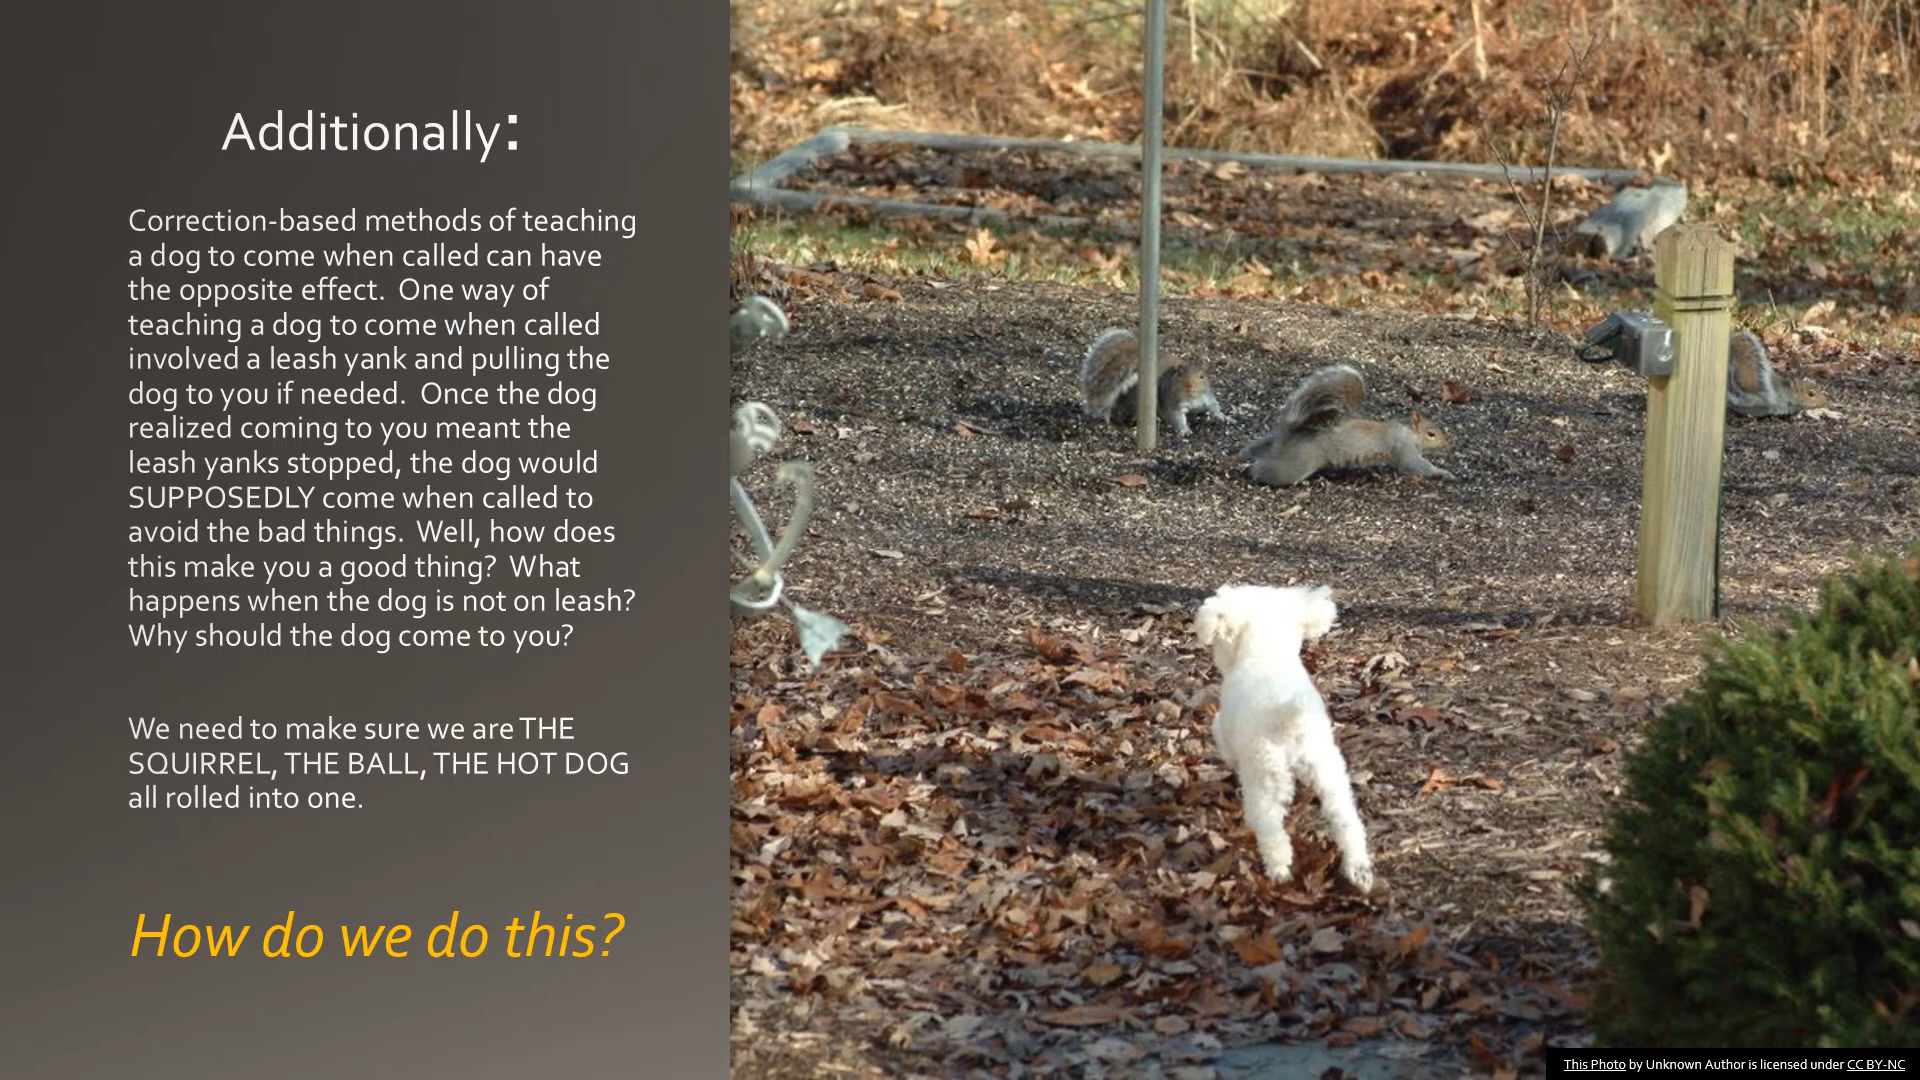 Additionally:
Correction-based methods of teaching
a dog to come when called can have
the opposite effect.  One way of
teaching a dog to come when called
involved a leash yank and pulling the
dog to you if needed.  Once the dog
realized coming to you meant the
leash yanks stopped, the dog would
SUPPOSEDLY come when called to
avoid the bad things.  Well, how does
this make you a good thing?  What
happens when the dog is not on leash?
Why should the dog come to you?
We need to make sure we are THE
SQUIRREL, THE BALL, THE HOT DOG
all rolled into one.
How do we do this?
This Photo by Unknown Author is licensed under CC BY-NC